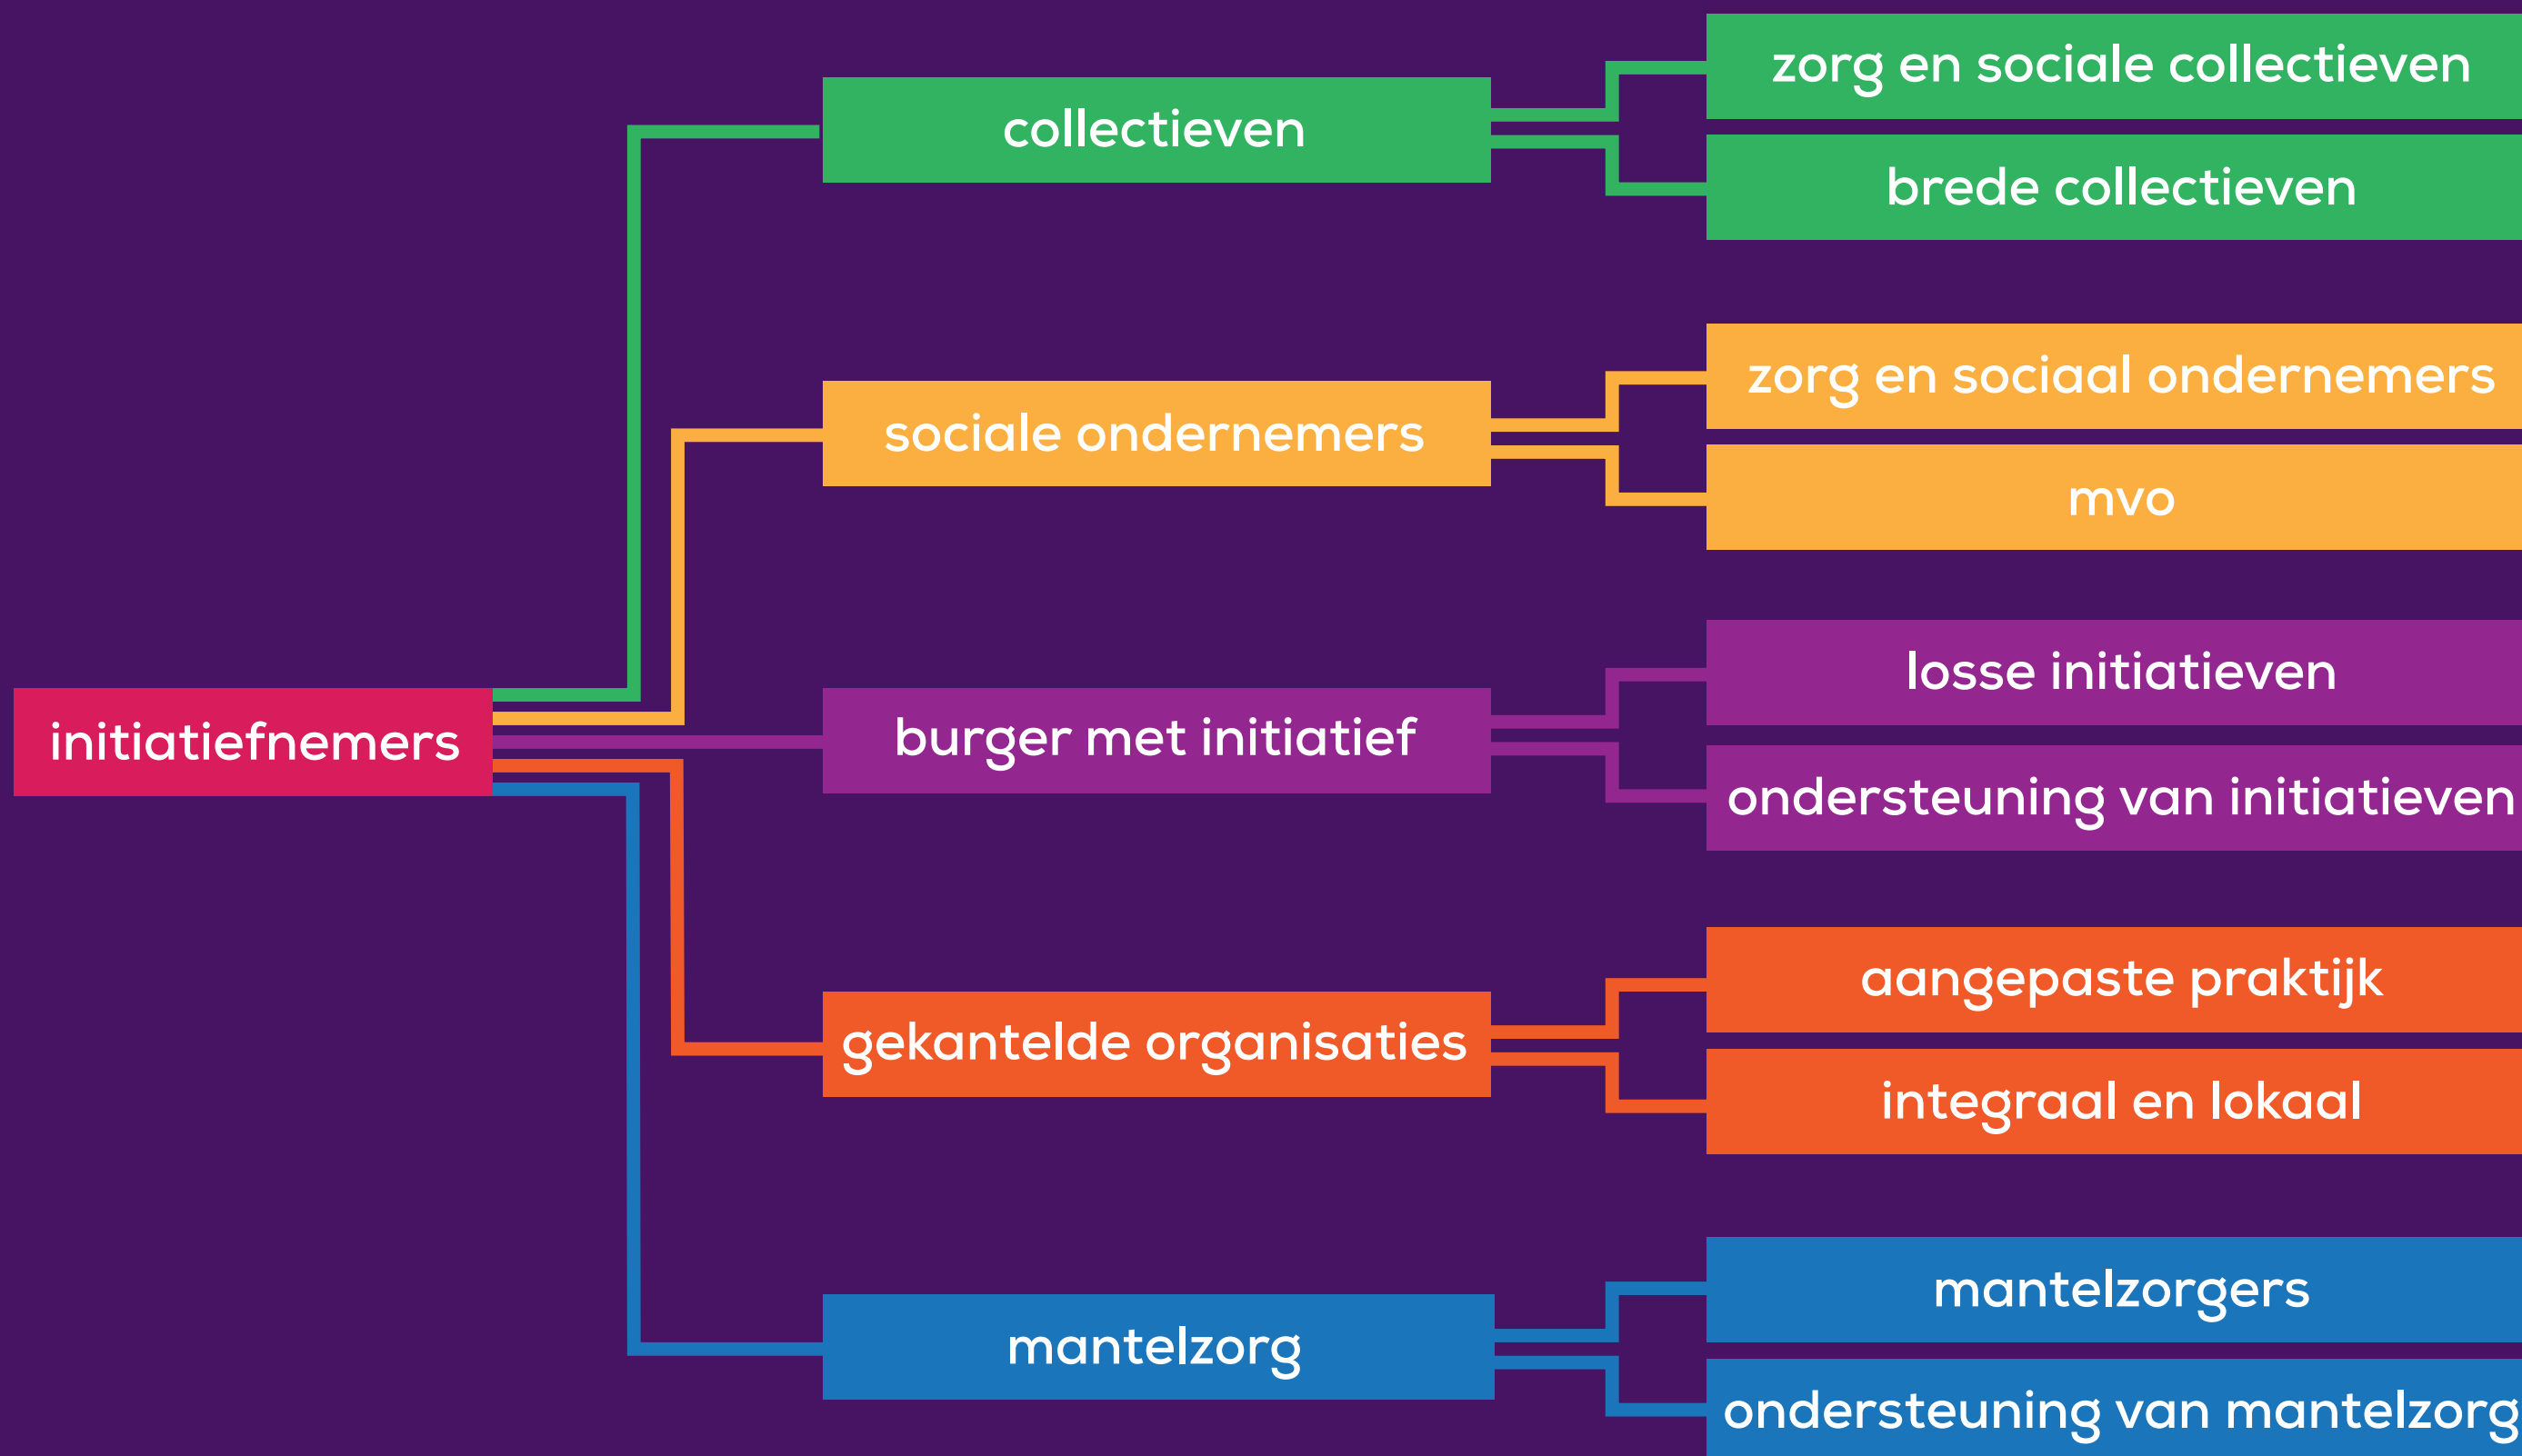 zorg en sociale collectieven
collectieven
brede collectieven
zorg en sociaal ondernemers
sociale ondernemers
mvo
losse initiatieven
initiatiefnemers
burger met initiatief
ondersteuning van initiatieven
aangepaste praktijk
gekantelde organisaties
integraal en lokaal
mantelzorgers
mantelzorg
ondersteuning van mantelzorg